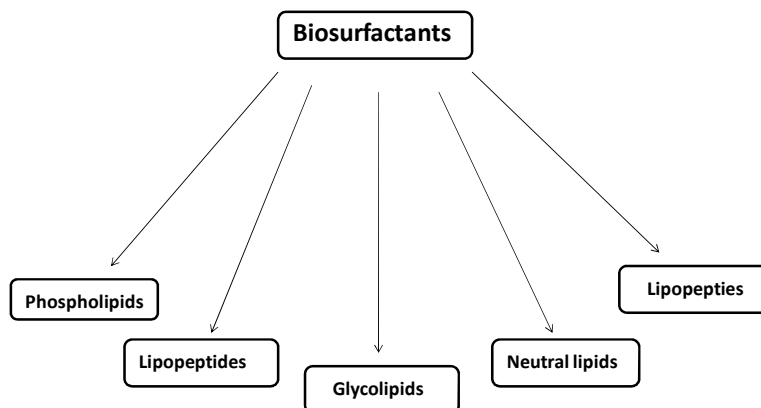 Biosurfactants
Phospholipids
Lipopeptides
Glycolipids
Neutral lipids
Lipopepties